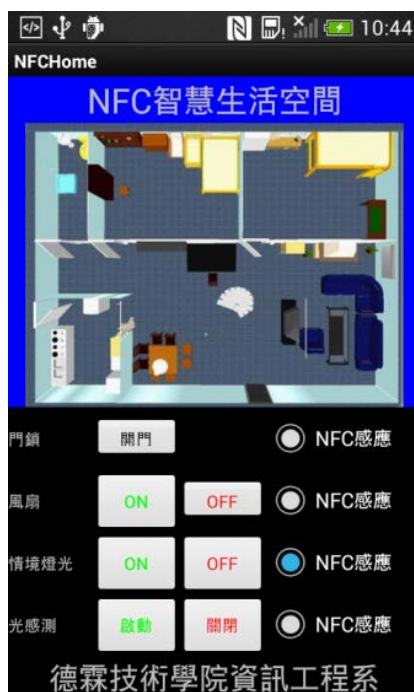 10:44
NFCHome
NFC智慧生活空間
門鎖 開門 NFC感應
風扇 ON OFF NFC感應
情境燈光 ON OFF NFC感應
光感測 啟動 關閉 NFC感應
德霖技術學院資訊工程系